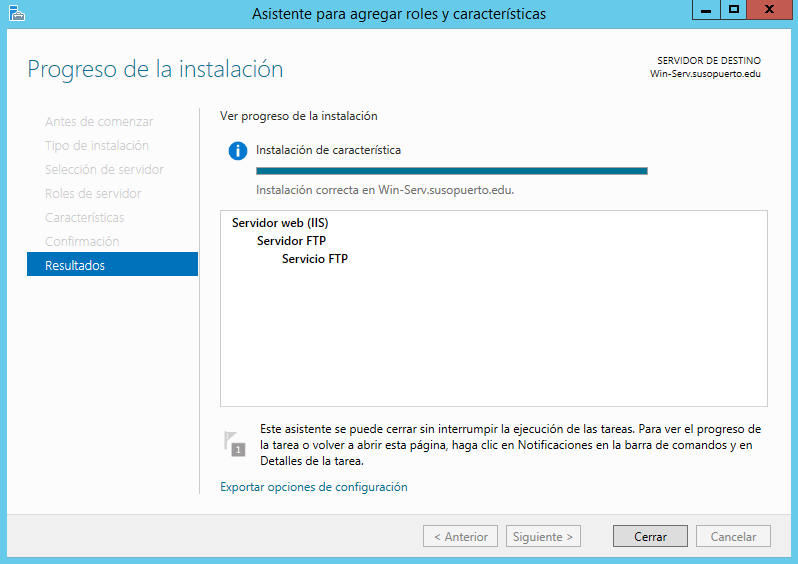 Asistente para agregar roles y características
Progreso de la instalación
SERVIDOR DE DESTINO
Win-Serv.susopuerto.edu
Antes de comenzar
Tipo de instalación
Selección de servidor
Roles de servidor
Características
Confirmación
Resultados
Ver progreso de la instalación
Instalación de característica
Instalación correcta en Win-Serv.susopuerto.edu.
Servidor web (IIS)
Servidor FTP
Servicio FTP
1
Este asistente se puede cerrar sin interrumpir la ejecución de las tareas. Para ver el progreso de
la tarea o volver a abrir esta página, haga clic en Notificaciones en la barra de comandos y en
Detalles de la tarea.
Exportar opciones de configuración
< Anterior
Siguiente >
Cerrar
Cancelar